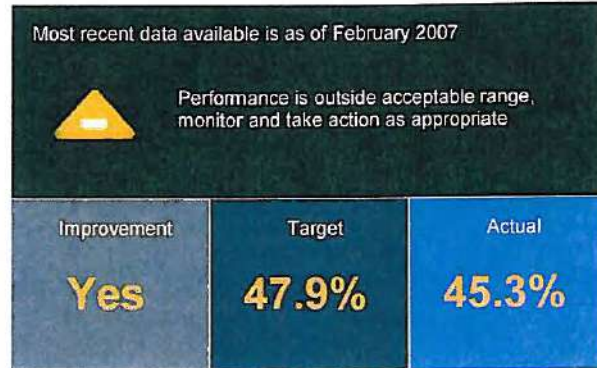 Most recent data available is as of February 2007
Performance is outside acceptable range,
monitor and take action as appropriate
Improvement
Target
Actual
Yes
47.9%
45.3%